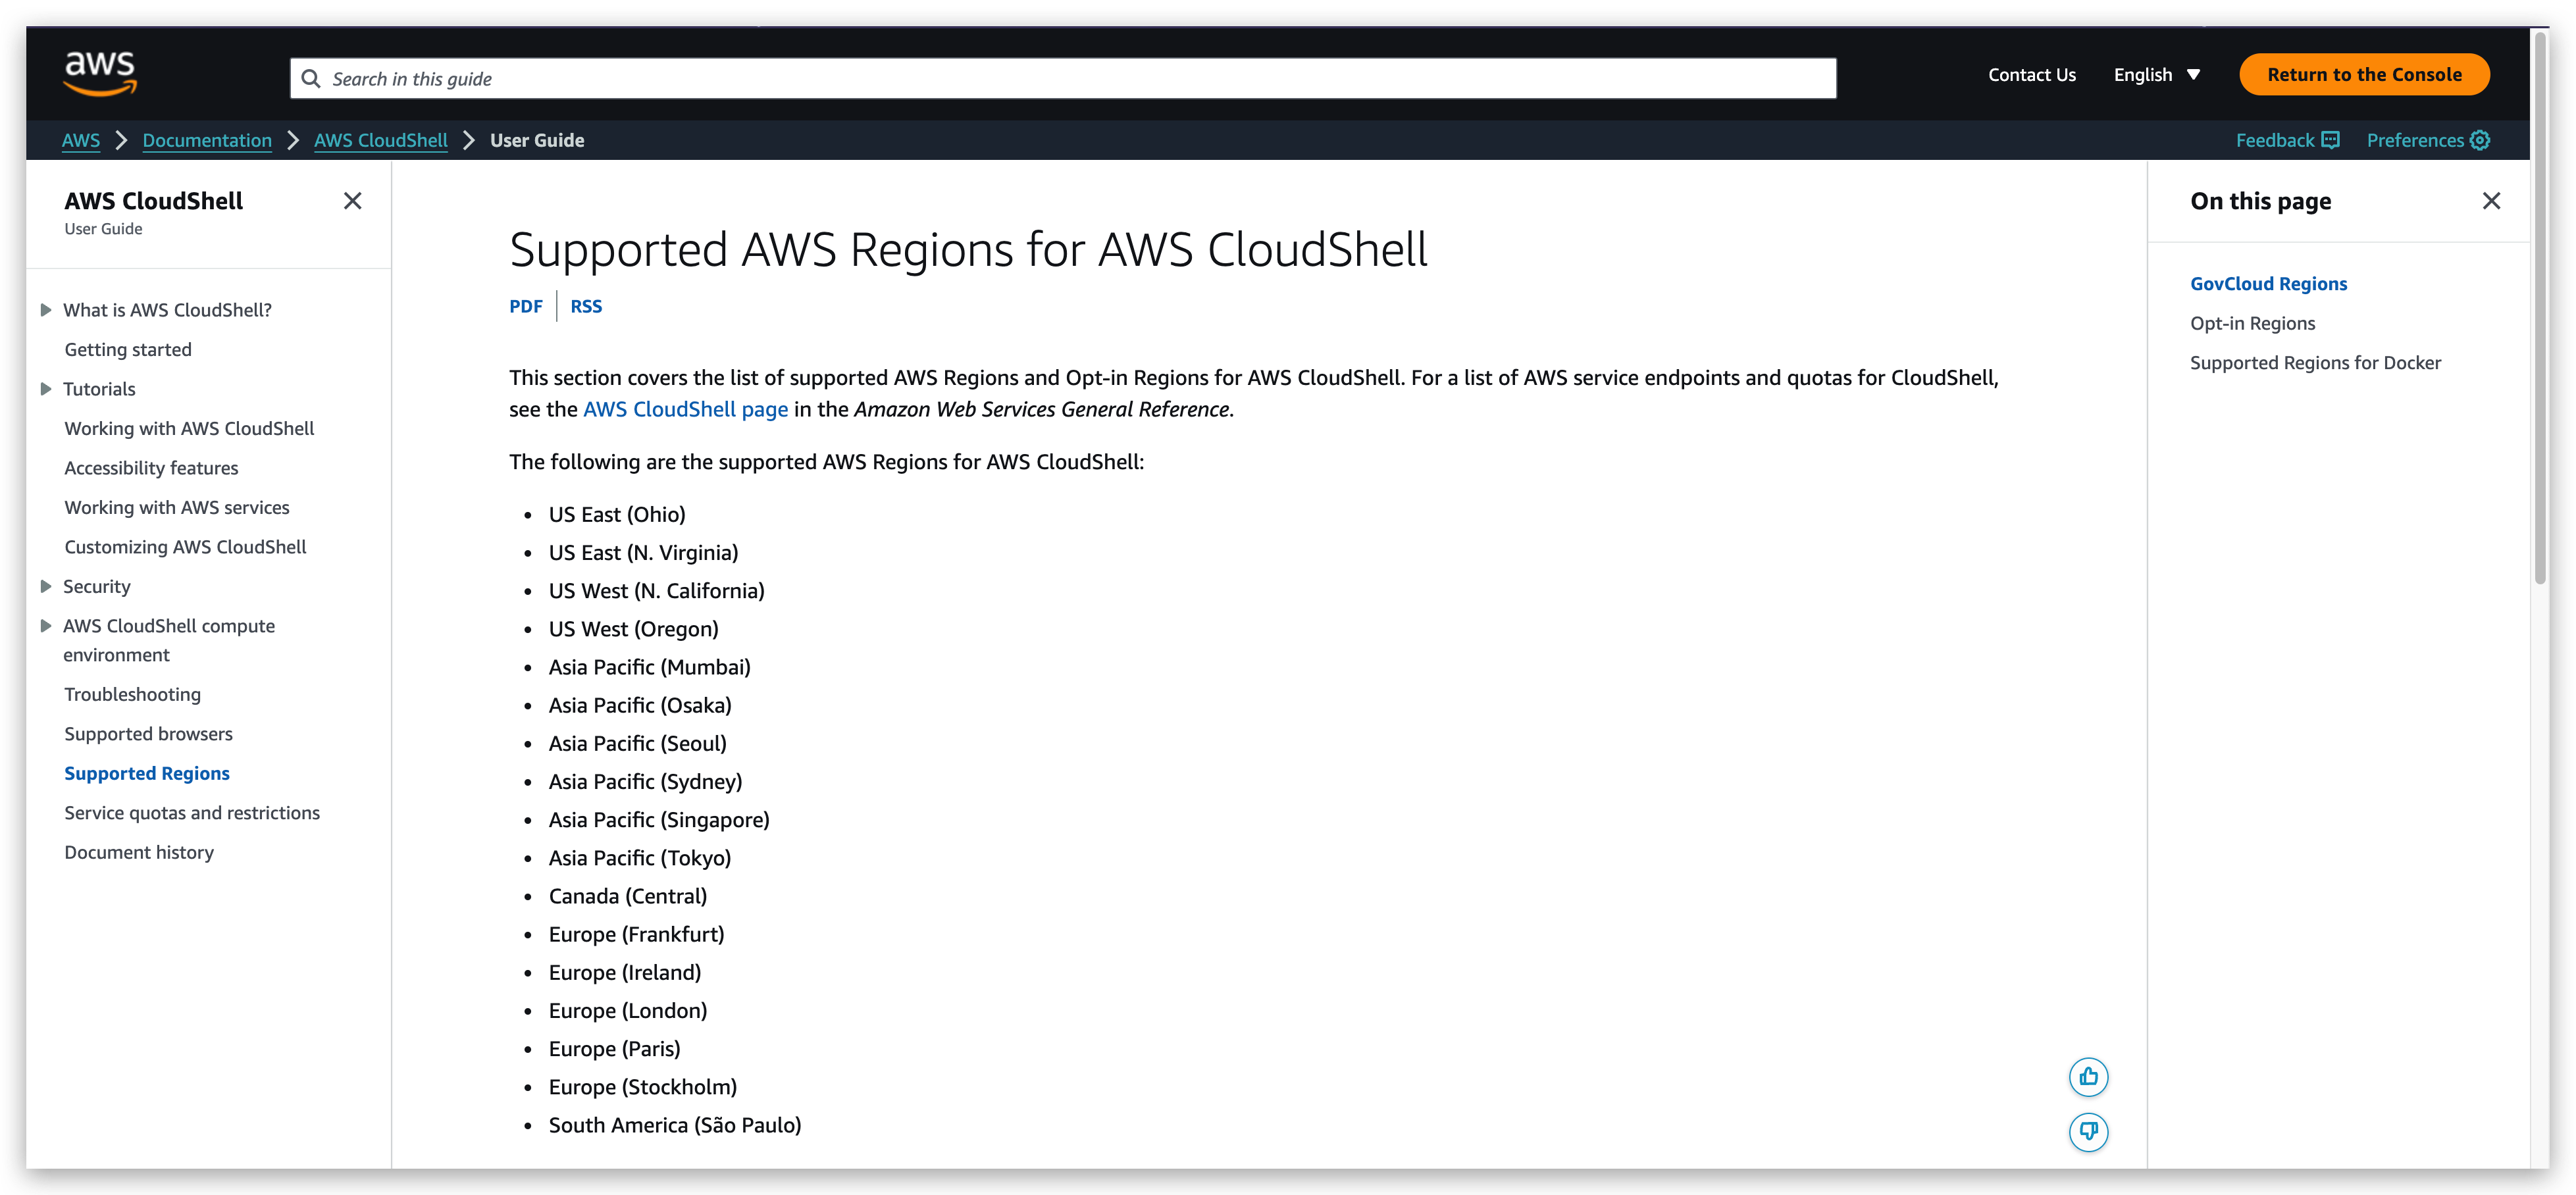 aws
Search in this guide
Contact Us
English
Return to the Console
AWS
Documentation
AWS CloudShell
User Guide
Feedback
Preferences
AWS CloudShell
User Guide
What is AWS CloudShell?
Getting started
Tutorials
Working with AWS CloudShell
Accessibility features
Working with AWS services
Customizing AWS CloudShell
Security
AWS CloudShell compute
environment
Troubleshooting
Supported browsers
Supported Regions
Service quotas and restrictions
Document history
Supported AWS Regions for AWS CloudShell
PDF
RSS
This section covers the list of supported AWS Regions and Opt-in Regions for AWS CloudShell. For a list of AWS service endpoints and quotas for CloudShell,
see the AWS CloudShell page in the Amazon Web Services General Reference.
The following are the supported AWS Regions for AWS CloudShell:
• US East (Ohio)
• US East (N. Virginia)
• US West (N. California)
• US West (Oregon)
• Asia Pacific (Mumbai)
• Asia Pacific (Osaka)
• Asia Pacific (Seoul)
• Asia Pacific (Sydney)
• Asia Pacific (Singapore)
• Asia Pacific (Tokyo)
• Canada (Central)
• Europe (Frankfurt)
• Europe (Ireland)
• Europe (London)
• Europe (Paris)
• Europe (Stockholm)
• South America (São Paulo)
On this page
GovCloud Regions
Opt-in Regions
Supported Regions for Docker